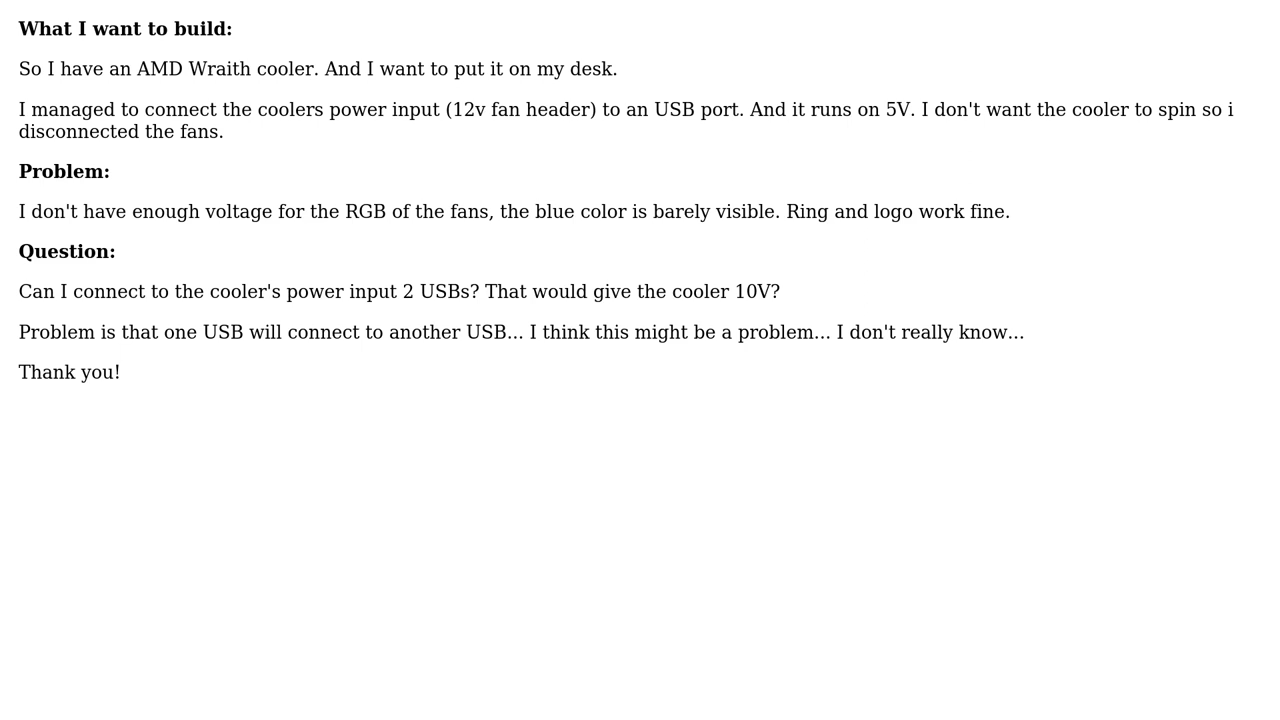 What I want to build:
So I have an AMD Wraith cooler. And I want to put it on my desk.
I managed to connect the coolers power input (12v fan header) to an USB port. And it runs on 5V. I don't want the cooler to spin so i
disconnected the fans.
Problem:
I don't have enough voltage for the RGB of the fans, the blue color is barely visible. Ring and logo work fine.
Question:
Can I connect to the cooler's power input 2 USBs? That would give the cooler 10V?
Problem is that one USB will connect to another USB... I think this might be a problem... I don't really know...
Thank you!